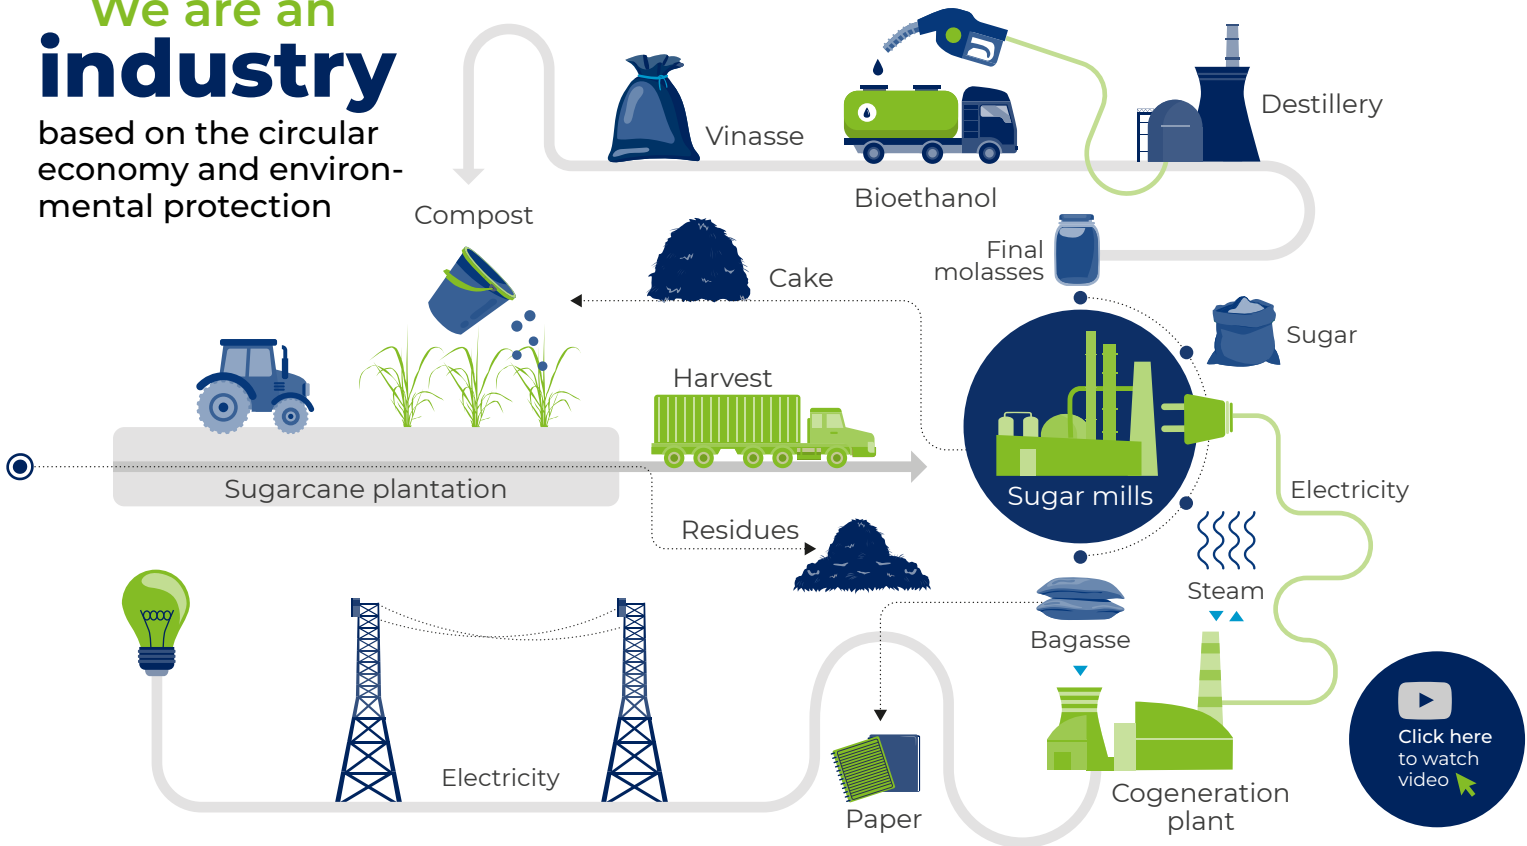 We are an
industry
based on the circular
economy and environ-
mental protection
Vinasse
Bioethanol
Destillery
Compost
Cake
Final
molasses
Sugar
Harvest
Sugar mills
Electricity
Sugarcane plantation
Residues
Steam
Bagasse
Electricity
Paper
Cogeneration
plant
Click here
to watch
video